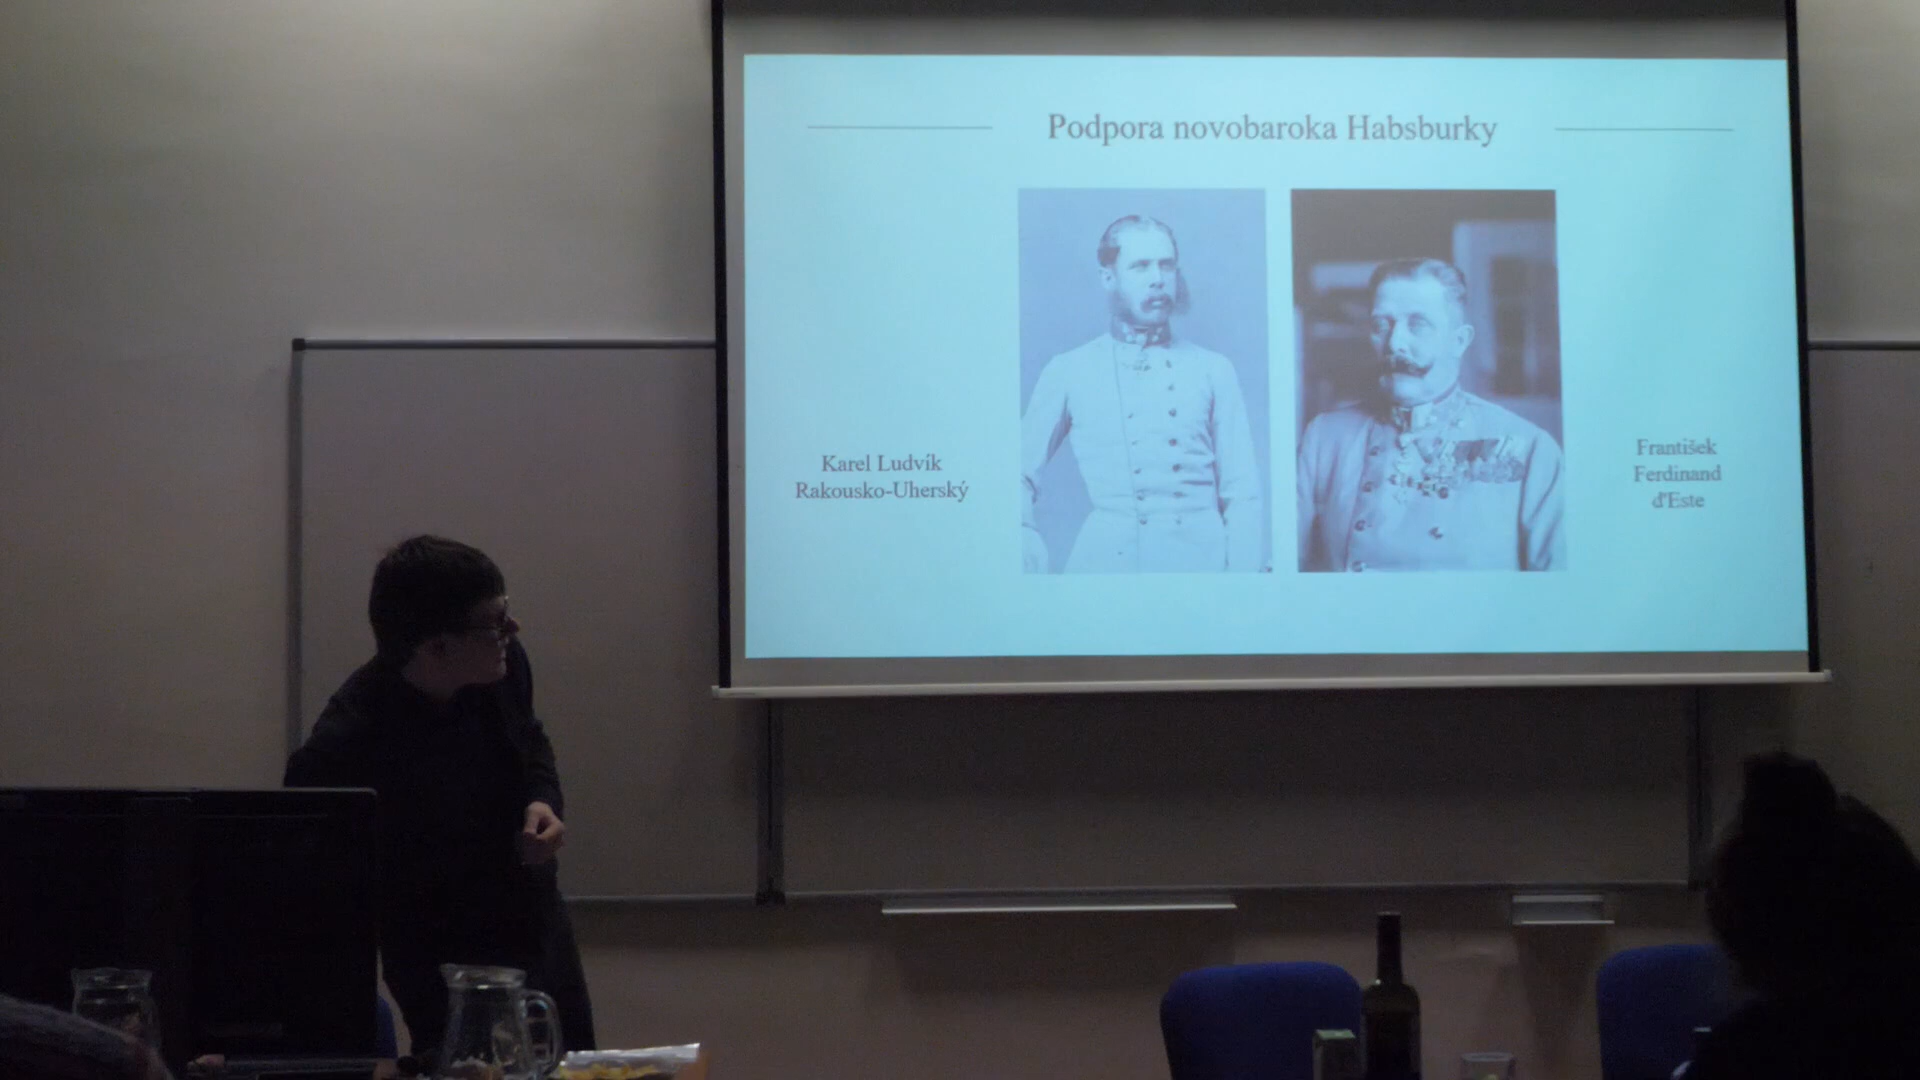 Podpora novobaroka Habsburky
Karel Ludvík
Rakousko-Uherský
František
Ferdinand
d'Este